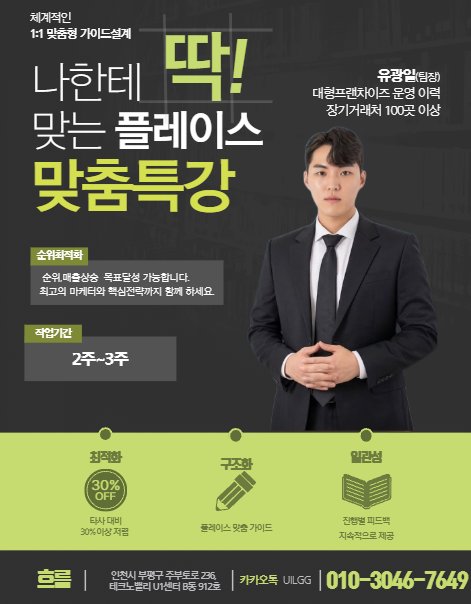 체계적인
1:1 맞춤형 가이드설계
나한테 딱!
맞는 플레이스
맞춤특강
유광일(팀장)
대형프랜차이즈 운영 이력
장기거래처 100곳 이상
순위최적화
순위,매출상승 목표달성 가능합니다.
최고의 마케터와 핵심전략까지 함께 하세요.
작업기간
2주~3주
최적화
30%
OFF
타사 대비
30% 이상 저렴
구조화
플레이스 맞춤 가이드
일관성
진행별 피드백
지속적으로 제공
흐름
인천시 부평구 주부토로 236,
테크노밸리 U1센터 B동 912호
카카오톡 UILGG
010-3046-7649